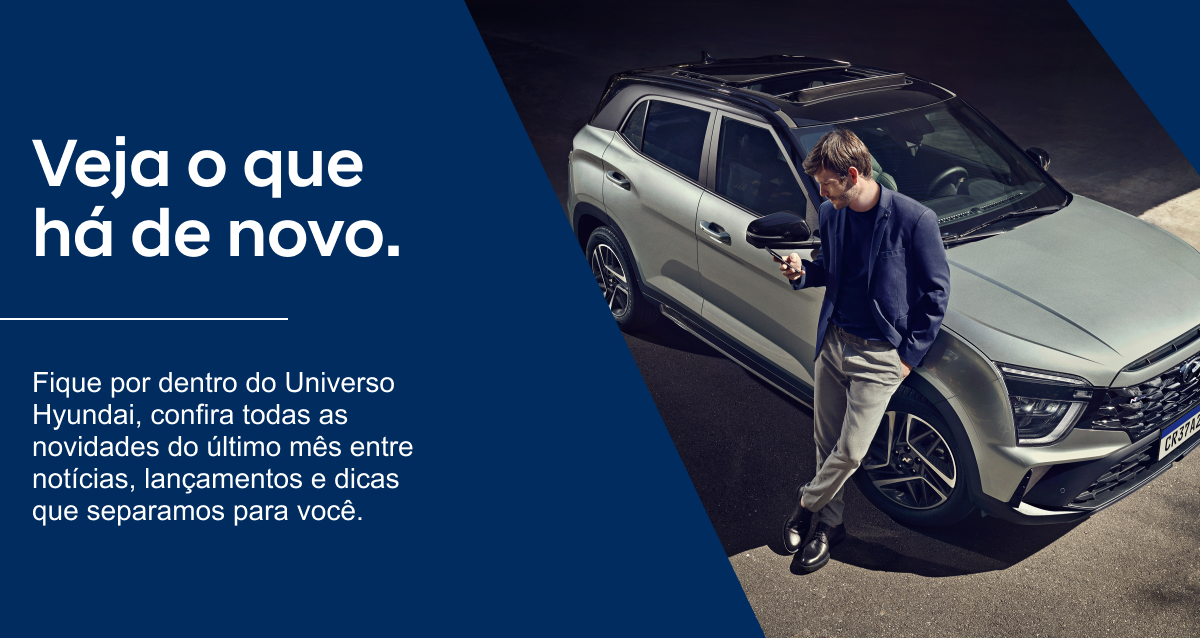 Veja o que
há de novo.
Fique por dentro do Universo
Hyundai, confira todas as
novidades do último mês entre
notícias, lançamentos e dicas
que separamos para você.
CR37A2